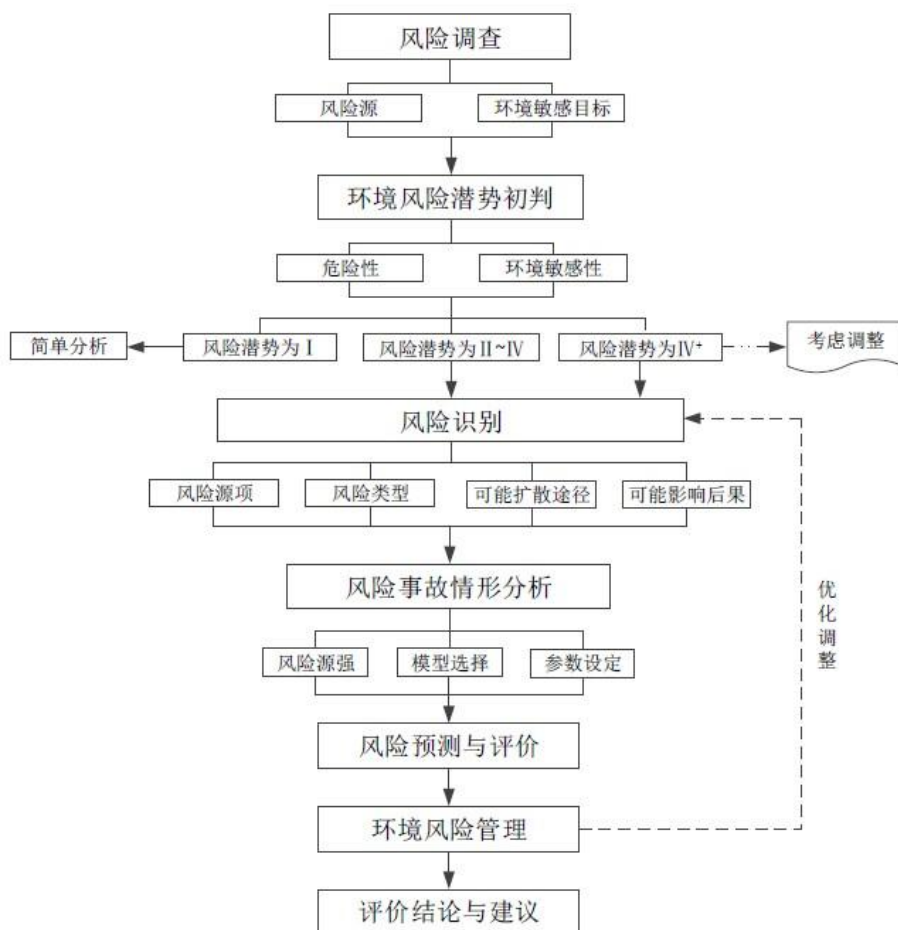 风险调查
风险源
环境敏感目标
环境风险潜势初判
危险性
环境敏感性
简单分析
风险潜势为Ⅰ
风险潜势为Ⅱ~Ⅳ
风险潜势为Ⅳ⁺
考虑调整
风险识别
风险源项
风险类型
可能扩散途径
可能影响后果
风险事故情形分析
优化调整
风险源强
模型选择
参数设定
风险预测与评价
环境风险管理
评价结论与建议